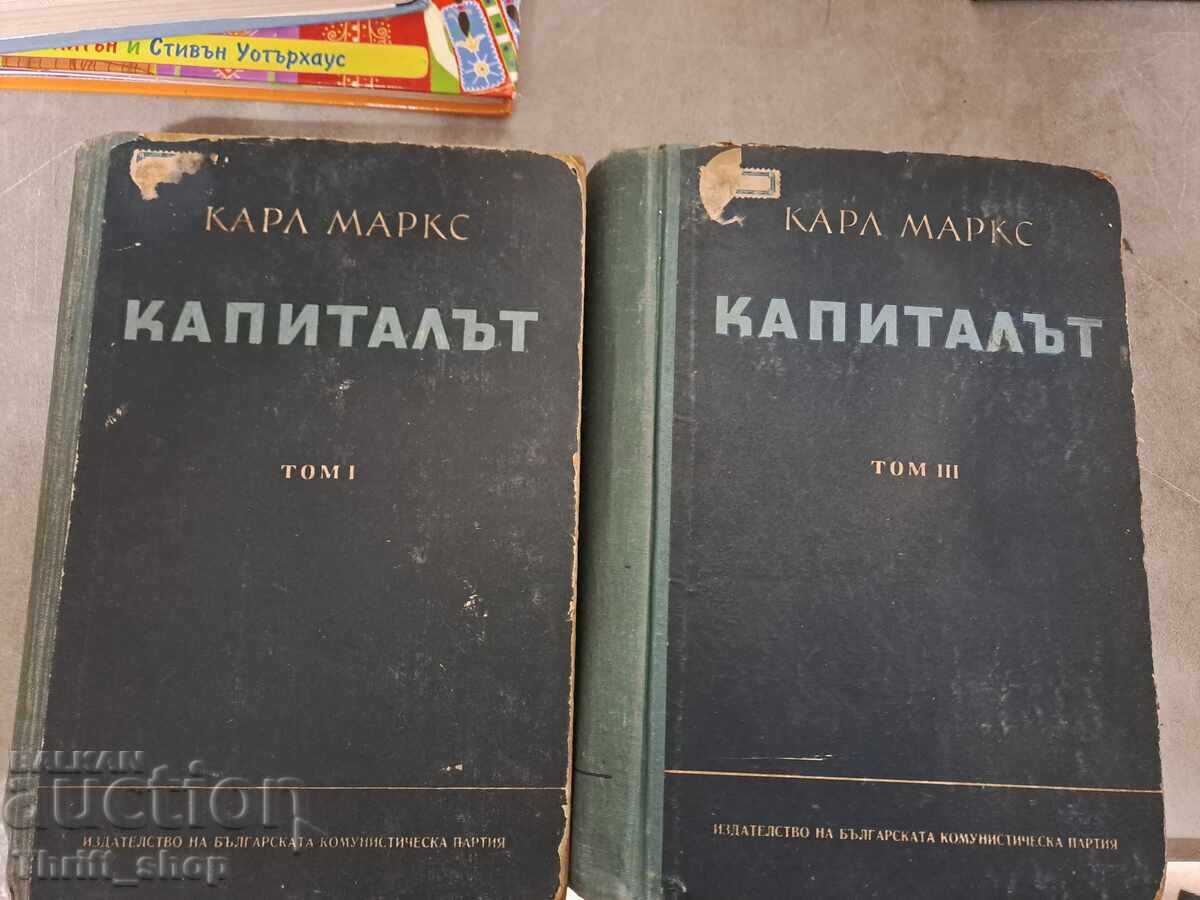 и Стивън Уотърхаус
КАРЛ МАРКС
КАПИТАЛЪТ
ТОМ I
ИЗДАТЕЛСТВО НА БЪЛГАРСКАТА КОМУНИСТИЧЕСКА ПАРТИЯ
КАРЛ МАРКС
КАПИТАЛЪТ
ТОМ III
ИЗДАТЕЛСТВО НА БЪЛГАРСКАТА КОМУНИСТИЧЕСКА ПАРТИЯ
BALKAN
auction
Thrift_shop